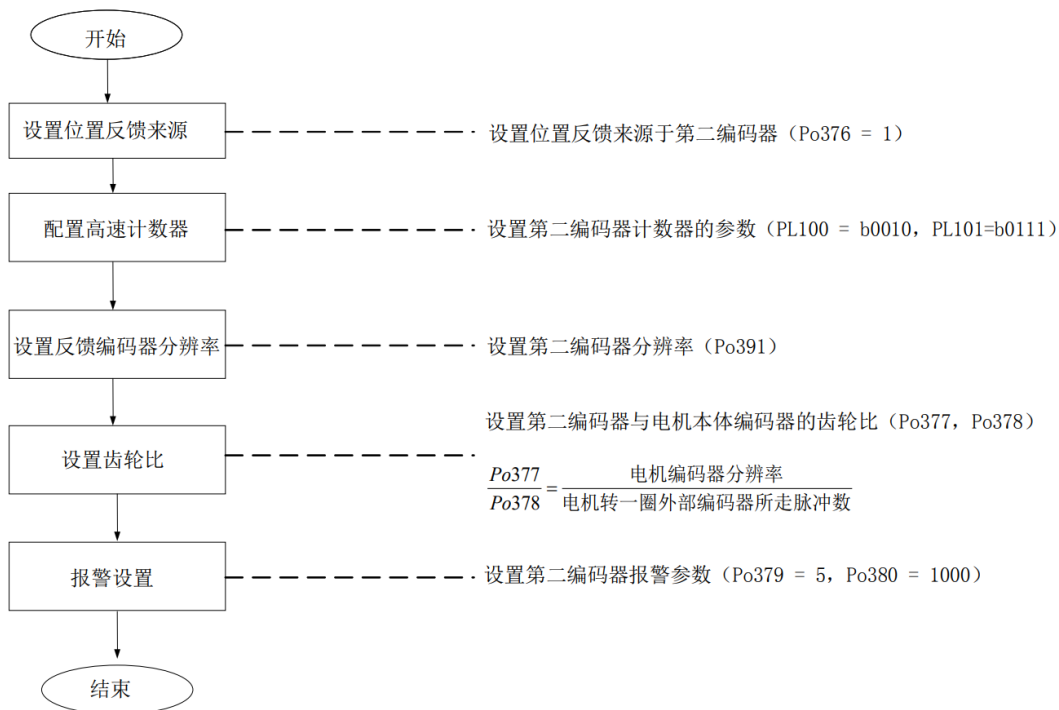 开始
设置位置反馈来源
设置位置反馈来源于第二编码器（Po376 = 1）
配置高速计数器
设置第二编码器计数器的参数（PL100 = b0010，PL101=b0111）
设置反馈编码器分辨率
设置第二编码器分辨率（Po391）
设置第二编码器与电机本体编码器的齿轮比（Po377，Po378）
设置齿轮比
Po377/Po378=电机编码器分辨率/电机转一圈外部编码器所走脉冲数
报警设置
设置第二编码器报警参数（Po379 = 5，Po380 = 1000）
结束